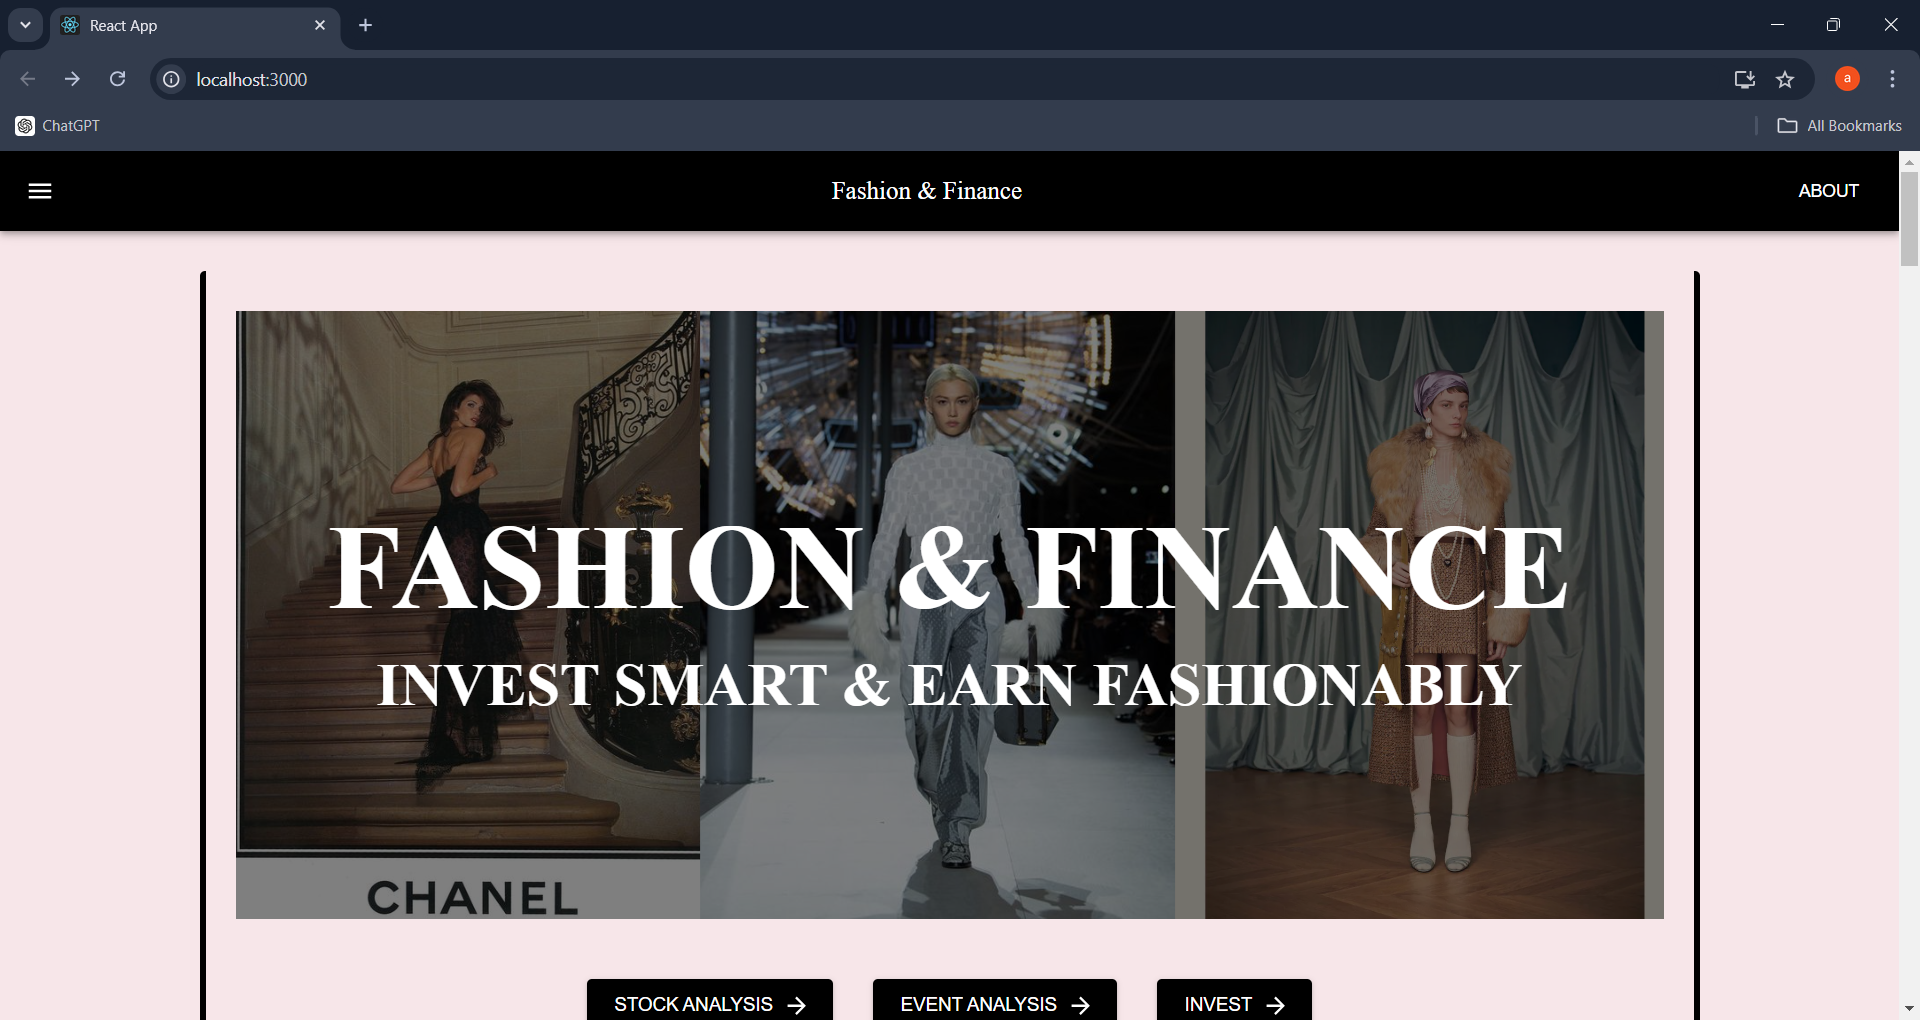 React App
localhost:3000
a
ChatGPT
All Bookmarks
Fashion & Finance
ABOUT
FASHION & FINANCE
INVEST SMART & EARN FASHIONABLY
CHANEL
STOCK ANALYSIS
EVENT ANALYSIS
INVEST